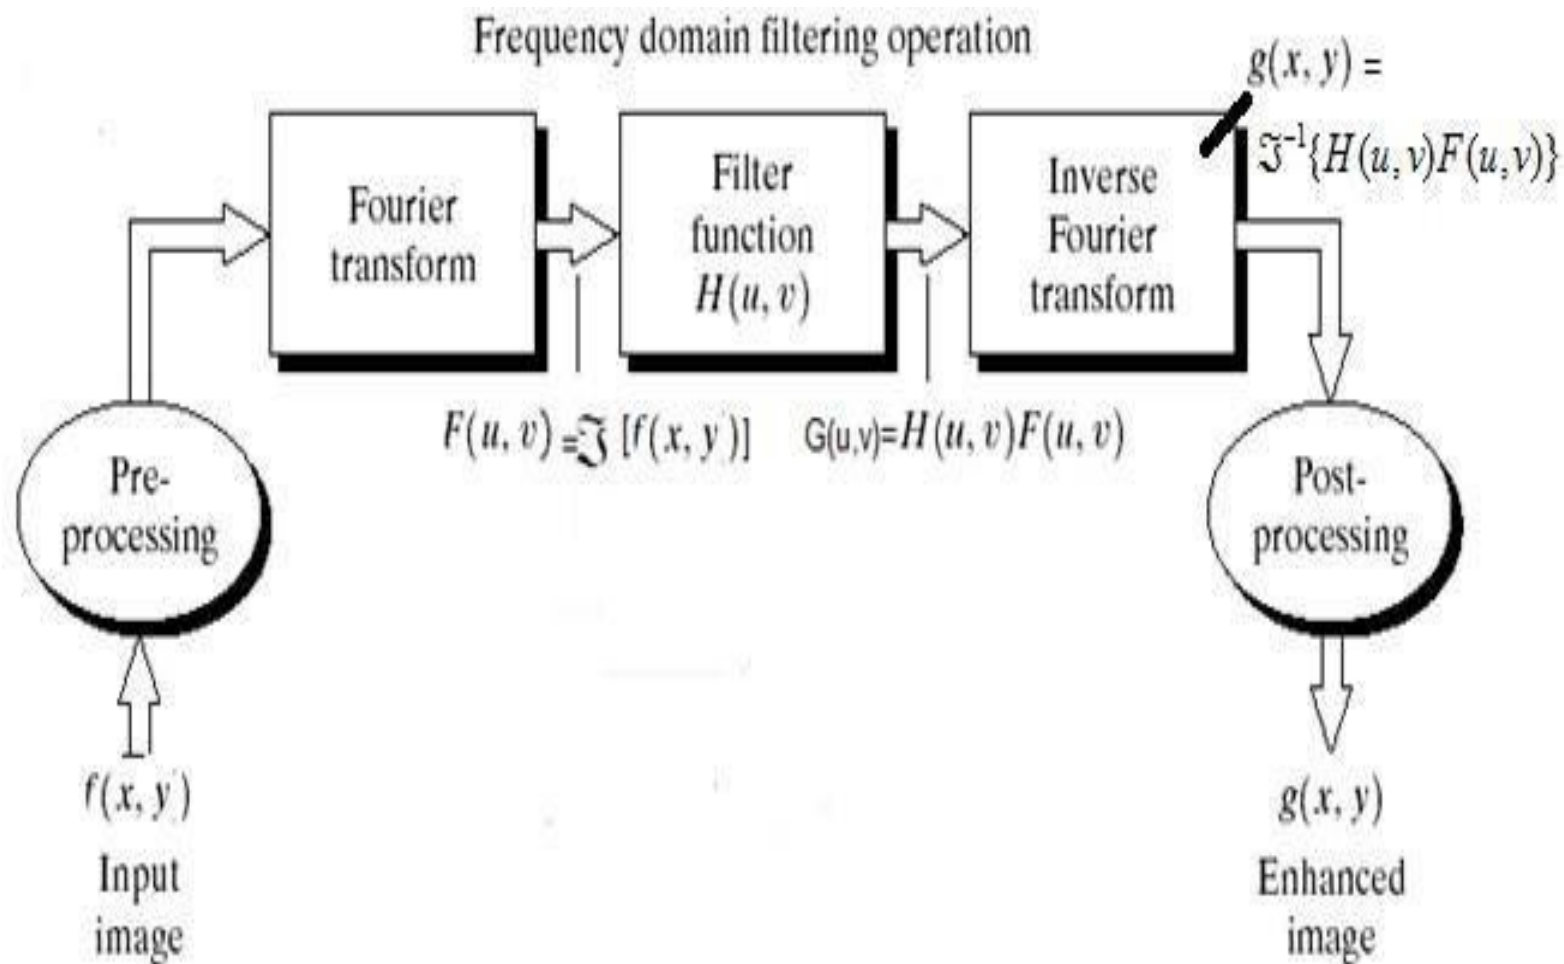 Frequency domain filtering operation
g(x, y) =
ℑ⁻¹{H(u,v)F(u,v)}
Fourier
transform
Filter
function
H(u, v)
Inverse
Fourier
transform
F(u, v) =ℑ [f(x, y)]
G(u,v)=H(u, v)F(u, v)
Pre-
processing
Post-
processing
f(x, y)
Input
image
g(x, y)
Enhanced
image